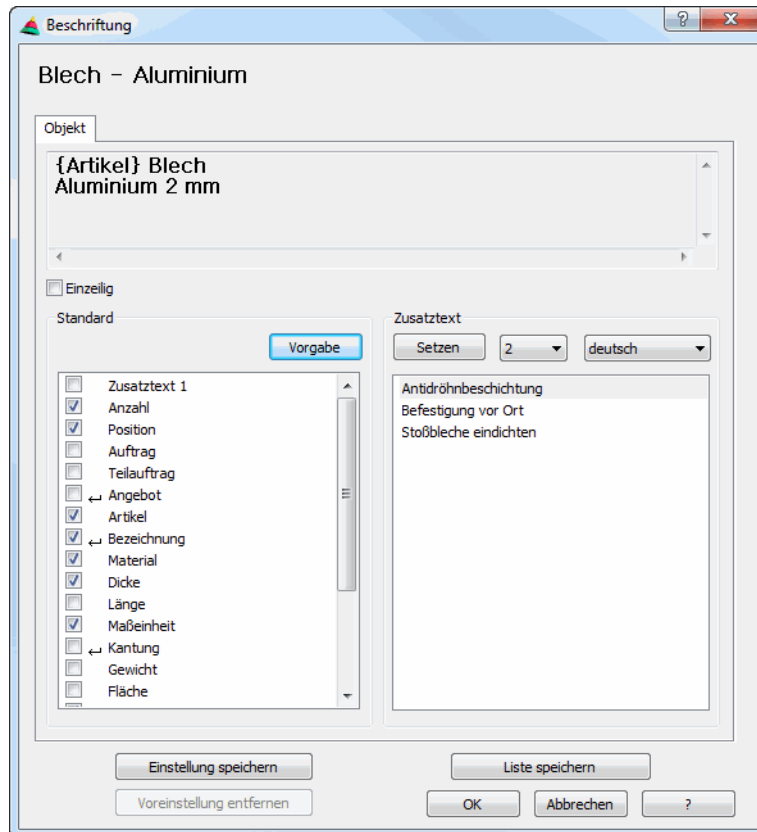 Beschriftung
Blech - Aluminium
Objekt
{Artikel} Blech
Aluminium 2 mm
Einzeilig
Standard
Vorgabe
Zusatztext 1
Anzahl
Position
Auftrag
Teilauftrag
Angebot
Artikel
Bezeichnung
Material
Dicke
Länge
Maßeinheit
Kantung
Gewicht
Fläche
Zusatztext
Setzen 2 deutsch
Antidröhnbeschichtung
Befestigung vor Ort
Stoßbleche eindichten
Einstellung speichern Liste speichern
Voreinstellung entfernen OK Abbrechen ?